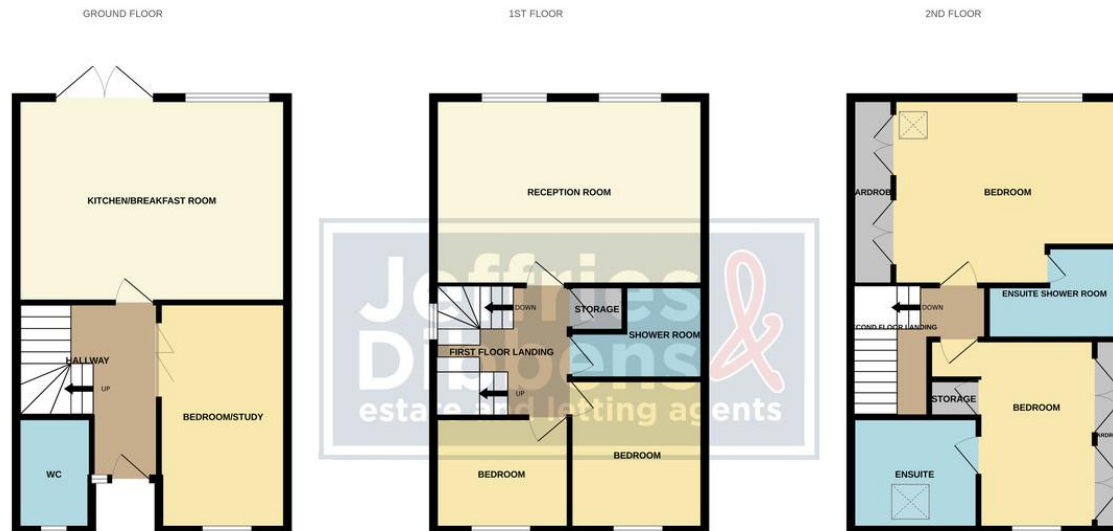 GROUND FLOOR
1ST FLOOR
2ND FLOOR
KITCHEN/BREAKFAST ROOM
HALLWAY
UP
BEDROOM/STUDY
WC
RECEPTION ROOM
DOWN
STORAGE
SHOWER ROOM
FIRST FLOOR LANDING
UP
BEDROOM
BEDROOM
ARDROB
BEDROOM
ENSUITE SHOWER ROOM
DOWN
COND FLOOR LANDING
STORAGE
BEDROOM
ARDRO
ENSUITE
Jeffries &
Dibbens
estate and letting agents